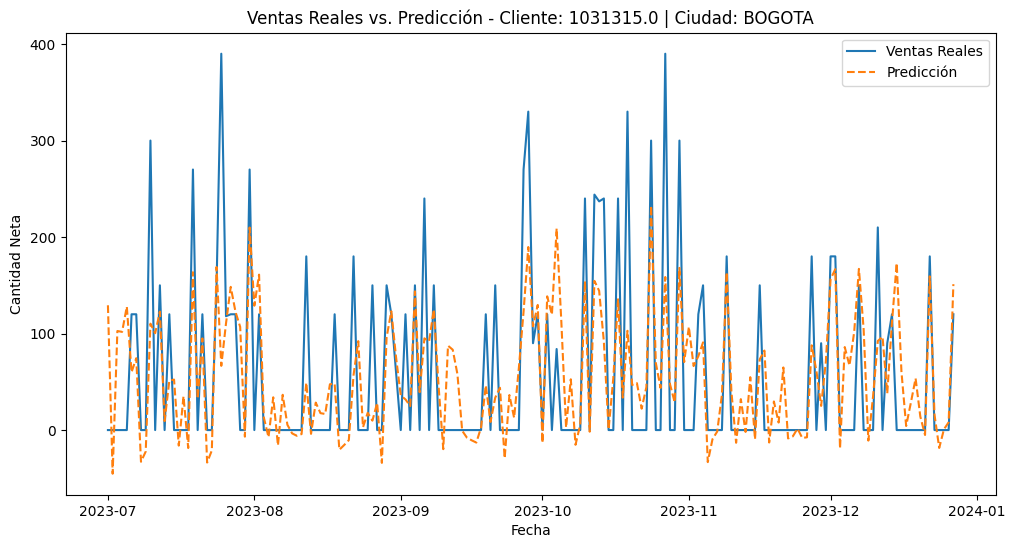 Ventas Reales vs. Predicción - Cliente: 1031315.0 | Ciudad: BOGOTA
Ventas Reales
Predicción
Cantidad Neta
400
300
200
100
0
2023-07
2023-08
2023-09
2023-10
2023-11
2023-12
2024-01
Fecha